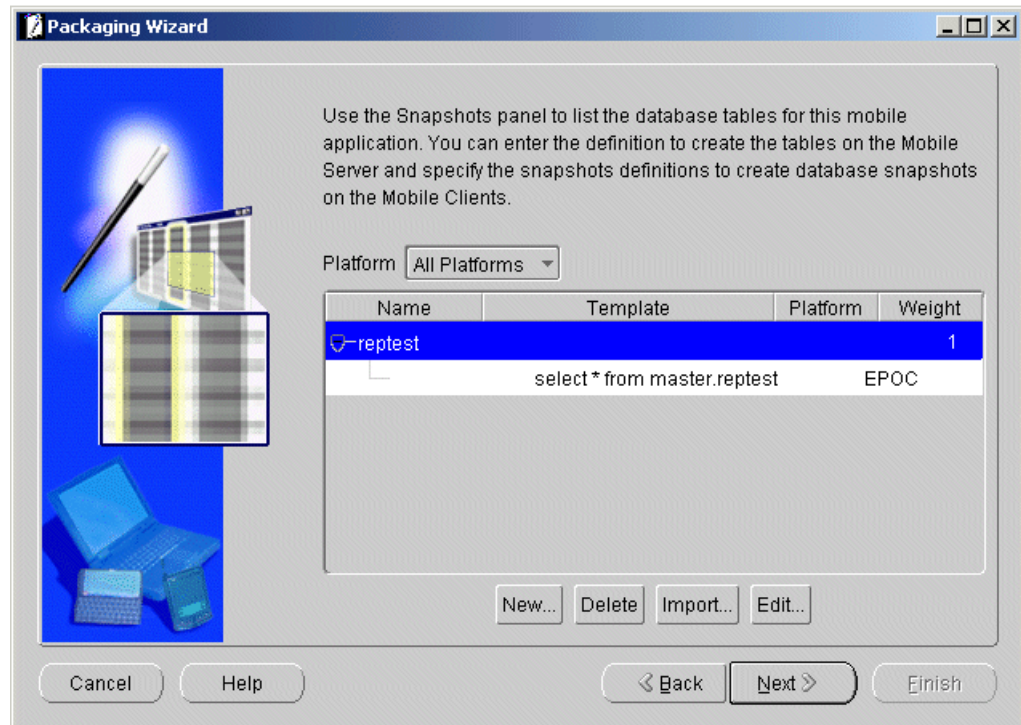 Packaging Wizard
Use the Snapshots panel to list the database tables for this mobile
application. You can enter the definition to create the tables on the Mobile
Server and specify the snapshots definitions to create database snapshots
on the Mobile Clients.
Platform All Platforms
Name Template Platform Weight
reptest 1
select * from master.reptest EPOC
New... Delete Import... Edit...
Cancel Help Back Next Finish